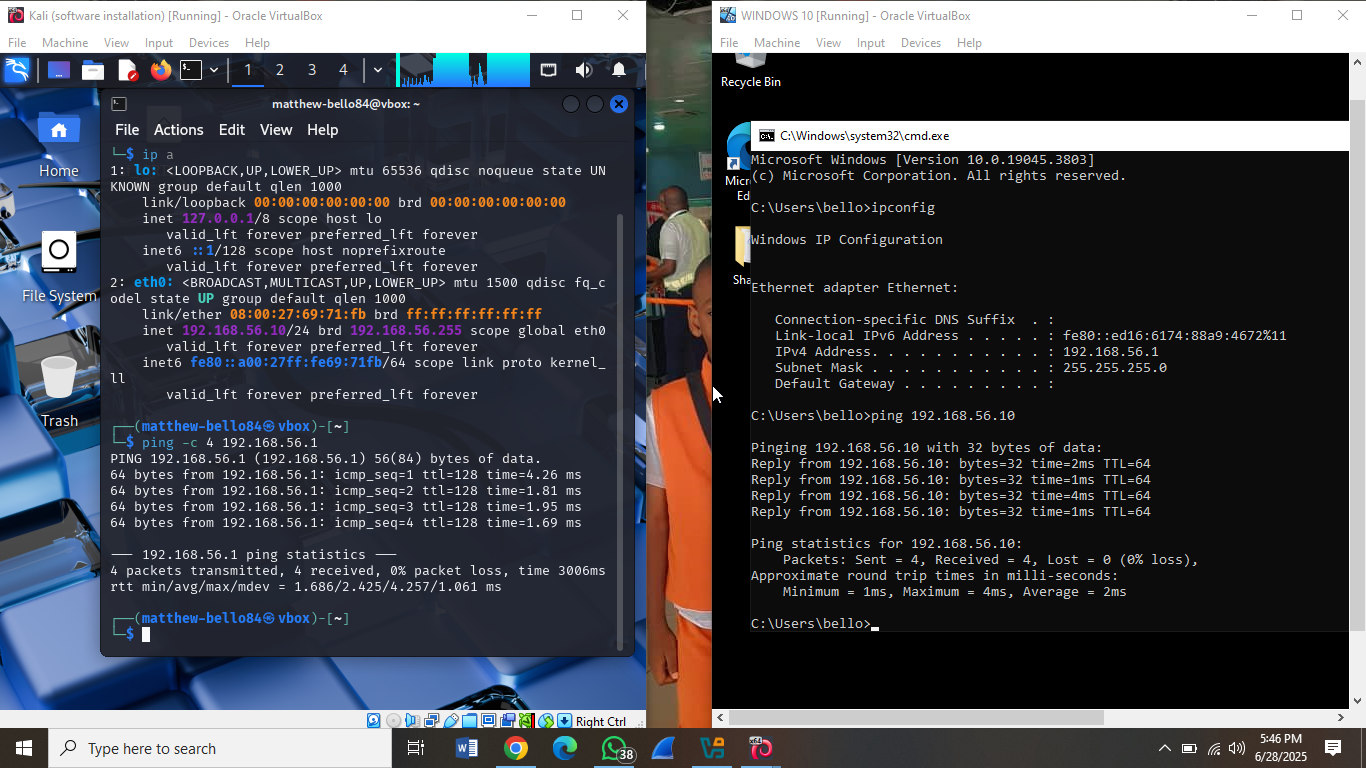 Kali (software installation) [Running] - Oracle VirtualBox
File Machine View Input Devices Help
1 2 3 4
matthew-bello84@vbox: ~
File Actions Edit View Help
Home
File System
Trash
└─$ ip a
1: lo: <LOOPBACK,UP,LOWER_UP> mtu 65536 qdisc noqueue state UN
KNOWN group default qlen 1000
link/loopback 00:00:00:00:00:00 brd 00:00:00:00:00:00
inet 127.0.0.1/8 scope host lo
valid_lft forever preferred_lft forever
inet6 ::1/128 scope host noprefixroute
valid_lft forever preferred_lft forever
2: eth0: <BROADCAST,MULTICAST,UP,LOWER_UP> mtu 1500 qdisc fq_c
odel state UP group default qlen 1000
link/ether 08:00:27:69:71:fb brd ff:ff:ff:ff:ff:ff
inet 192.168.56.10/24 brd 192.168.56.255 scope global eth0
valid_lft forever preferred_lft forever
inet6 fe80::a00:27ff:fe69:71fb/64 scope link proto kernel_
ll
valid_lft forever preferred_lft forever
┌──(matthew-bello84㉿vbox)-[~]
└─$ ping -c 4 192.168.56.1
PING 192.168.56.1 (192.168.56.1) 56(84) bytes of data.
64 bytes from 192.168.56.1: icmp_seq=1 ttl=128 time=4.26 ms
64 bytes from 192.168.56.1: icmp_seq=2 ttl=128 time=1.81 ms
64 bytes from 192.168.56.1: icmp_seq=3 ttl=128 time=1.95 ms
64 bytes from 192.168.56.1: icmp_seq=4 ttl=128 time=1.69 ms
--- 192.168.56.1 ping statistics ---
4 packets transmitted, 4 received, 0% packet loss, time 3006ms
rtt min/avg/max/mdev = 1.686/2.425/4.257/1.061 ms
┌──(matthew-bello84㉿vbox)-[~]
└─$
Right Ctrl
WINDOWS 10 [Running] - Oracle VirtualBox
File Machine View Input Devices Help
Recycle Bin
Micr
Ed
Sha
C:\Windows\system32\cmd.exe
Microsoft Windows [Version 10.0.19045.3803]
(c) Microsoft Corporation. All rights reserved.
C:\Users\bello>ipconfig
Windows IP Configuration
Ethernet adapter Ethernet:
Connection-specific DNS Suffix . :
Link-local IPv6 Address . . . . . : fe80::ed16:6174:88a9:4672%11
IPv4 Address. . . . . . . . . . . : 192.168.56.1
Subnet Mask . . . . . . . . . . . : 255.255.255.0
Default Gateway . . . . . . . . . :
C:\Users\bello>ping 192.168.56.10
Pinging 192.168.56.10 with 32 bytes of data:
Reply from 192.168.56.10: bytes=32 time=2ms TTL=64
Reply from 192.168.56.10: bytes=32 time=1ms TTL=64
Reply from 192.168.56.10: bytes=32 time=4ms TTL=64
Reply from 192.168.56.10: bytes=32 time=1ms TTL=64
Ping statistics for 192.168.56.10:
Packets: Sent = 4, Received = 4, Lost = 0 (0% loss),
Approximate round trip times in milli-seconds:
Minimum = 1ms, Maximum = 4ms, Average = 2ms
C:\Users\bello>
Type here to search
38
5:46 PM
6/28/2025